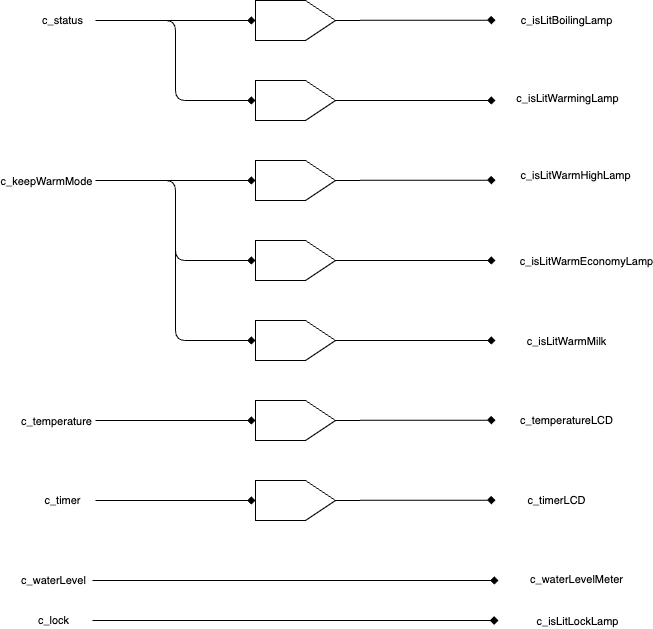 c_status
c_isLitBoilingLamp
c_isLitWarmingLamp
c_keepWarmMode
c_isLitWarmHighLamp
c_isLitWarmEconomyLamp
c_isLitWarmMilk
c_temperature
c_temperatureLCD
c_timer
c_timerLCD
c_waterLevel
c_waterLevelMeter
c_lock
c_isLitLockLamp